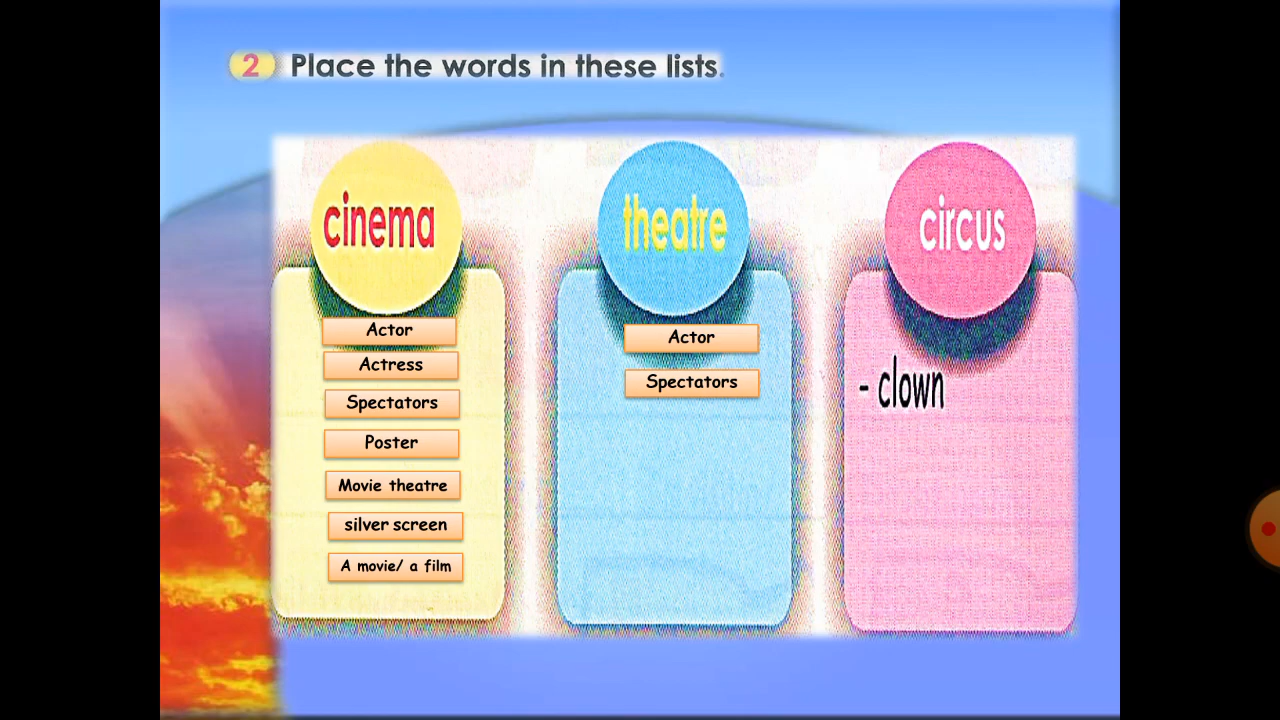 2 Place the words in these lists.
cinema
Actor
Actress
Spectators
Poster
Movie theatre
silver screen
A movie/ a film
theatre
Actor
Spectators
circus
- clown